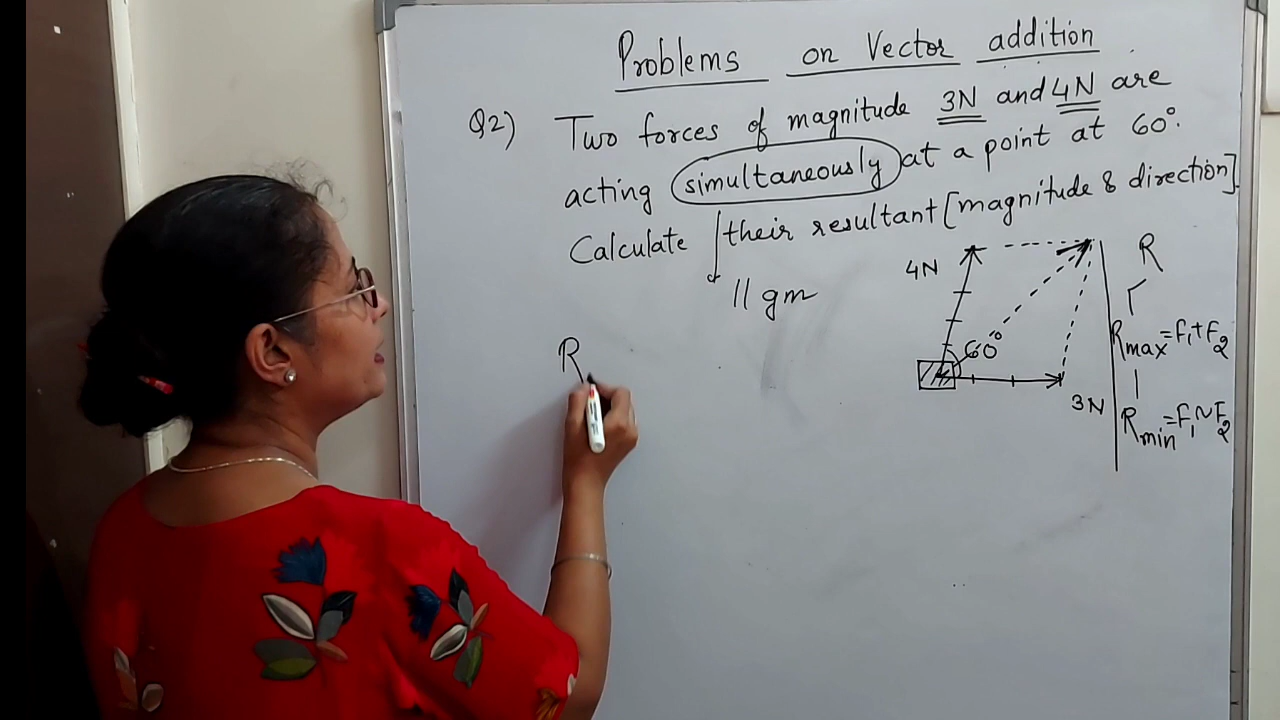 Problems on Vector addition
Q2) Two forces of magnitude 3N and 4N are
acting simultaneously at a point at 60°.
Calculate their resultant [magnitude & direction].
11 gm
4N
60°
3N
R
Rmax = F1+F2
Rmin = F1~F2
R